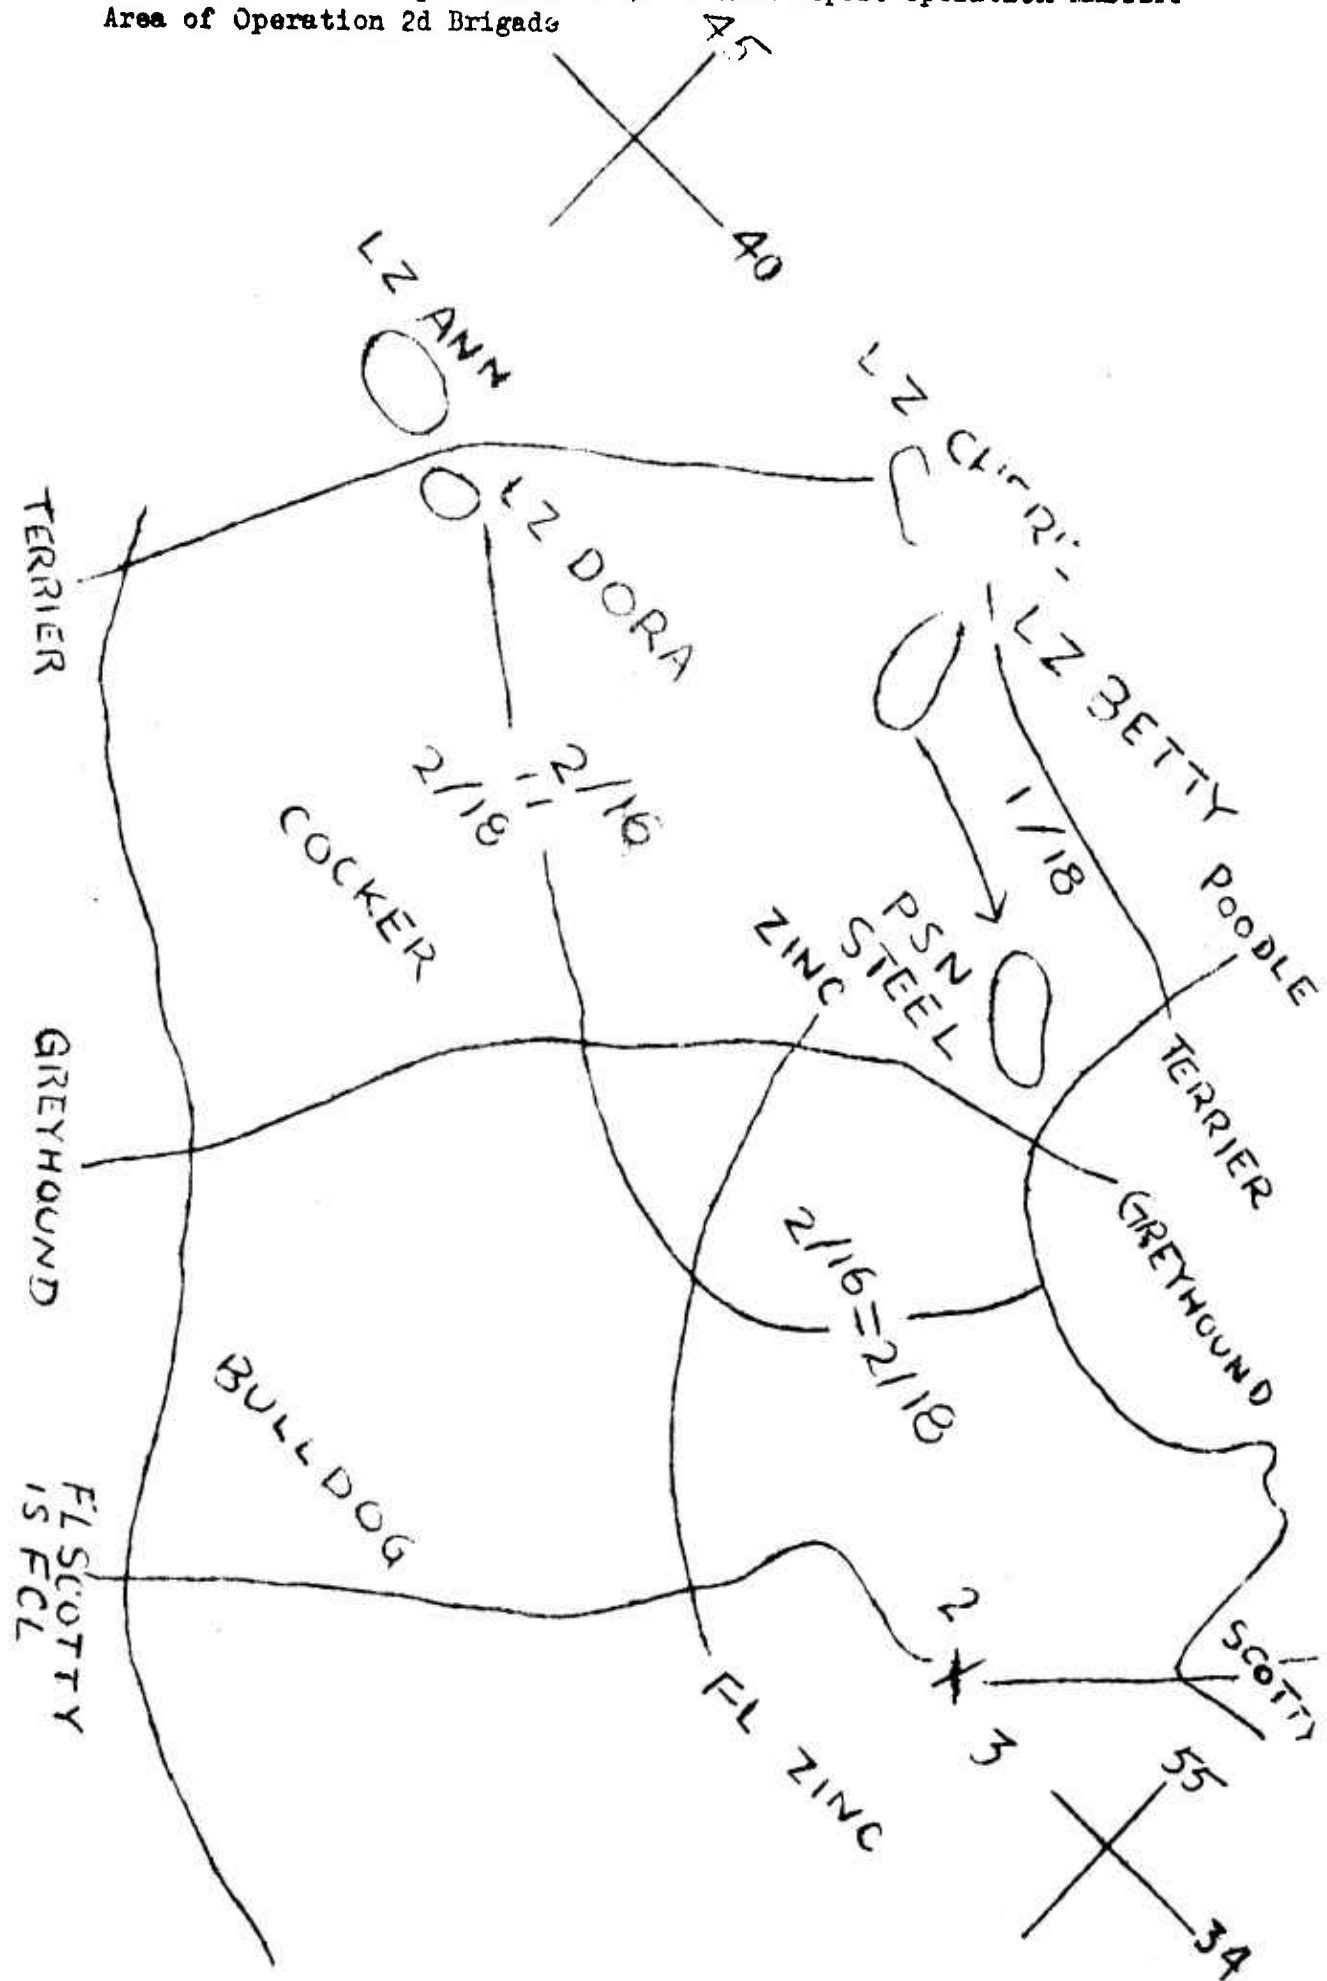 Area of Operation 2d Brigade
45
40
LZ ANN
LZ
LZ DORA
LZ BETTY
TERRIER
2/16
2/18
1/18
COCKER
POODLE
PSN
STEEL
ZINC
TERRIER
GREYHOUND
GREYHOUND
2/16
2/18
BULLDOG
FL SCOTTY
IS FCL
2
3
SCOTTY
FL ZINC
55
34